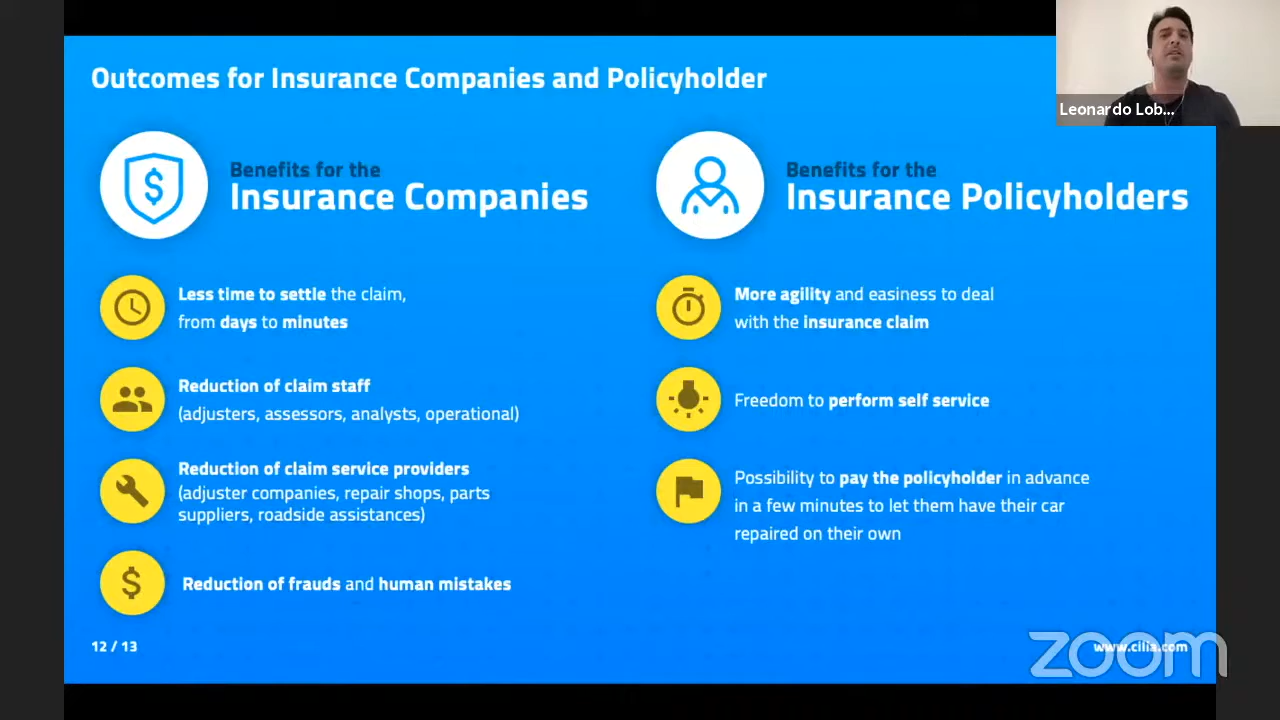 Outcomes for Insurance Companies and Policyholder
Leonardo Lob...
Benefits for the
Insurance Companies
Less time to settle the claim,
from days to minutes
Reduction of claim staff
(adjusters, assessors, analysts, operational)
Reduction of claim service providers
(adjuster companies, repair shops, parts
suppliers, roadside assistances)
Reduction of frauds and human mistakes
Benefits for the
Insurance Policyholders
More agility and easiness to deal
with the insurance claim
Freedom to perform self service
Possibility to pay the policyholder in advance
in a few minutes to let them have their car
repaired on their own
12 / 13
www.cilia.com
zoom